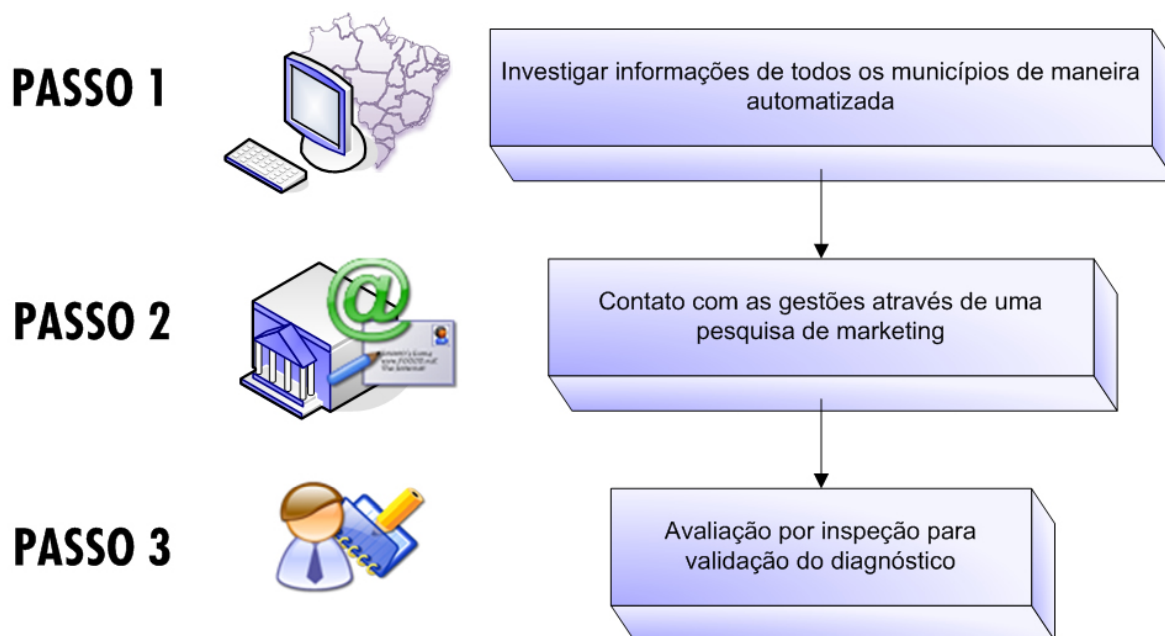 PASSO 1
Investigar informações de todos os municípios de maneira
automatizada
PASSO 2
Contato com as gestões através de uma
pesquisa de marketing
PASSO 3
Avaliação por inspeção para
validação do diagnóstico